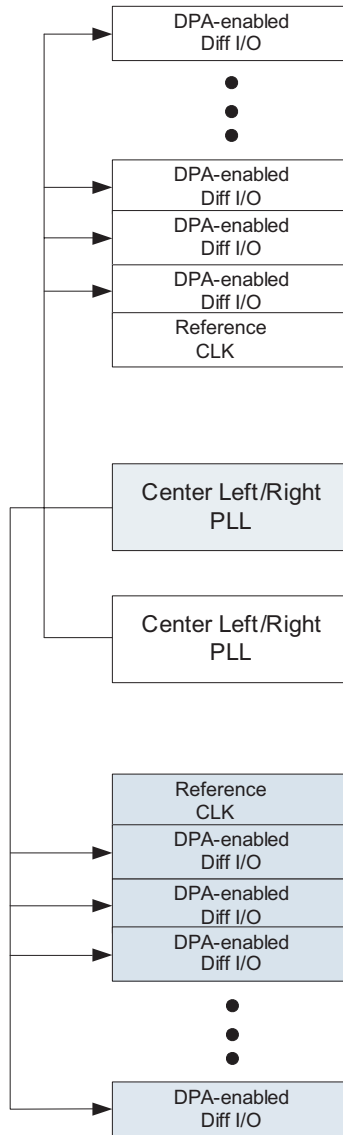 DPA-enabled
Diff I/O
DPA-enabled
Diff I/O
DPA-enabled
Diff I/O
DPA-enabled
Diff I/O
Reference
CLK
Center Left/Right
PLL
Center Left/Right
PLL
Reference
CLK
DPA-enabled
Diff I/O
DPA-enabled
Diff I/O
DPA-enabled
Diff I/O
DPA-enabled
Diff I/O